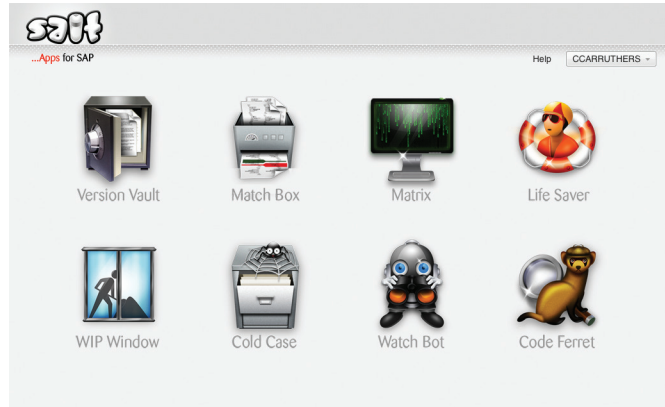 salt
...Apps for SAP
Help CCARRUTHERS
Version Vault Match Box Matrix Life Saver
WIP Window Cold Case Watch Bot Code Ferret